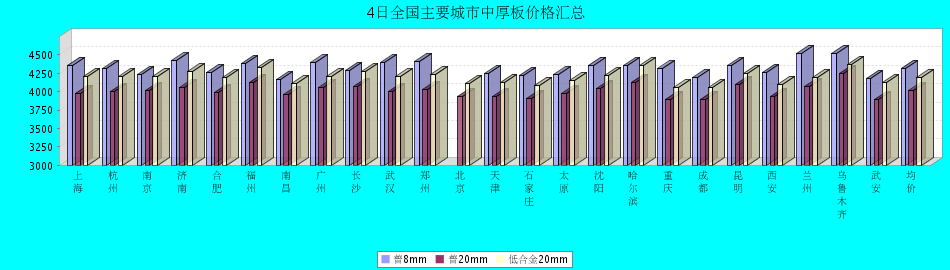 4日全国主要城市中厚板价格汇总
4500
4250
4000
3750
3500
3250
3000
上海 杭州 南京 济南 合肥 福州 南昌 广州 长沙 武汉 郑州 北京 天津 石家庄 太原 沈阳 哈尔滨 重庆 成都 昆明 西安 兰州 乌鲁木齐 武安 均价
普8mm 普20mm 低合金20mm